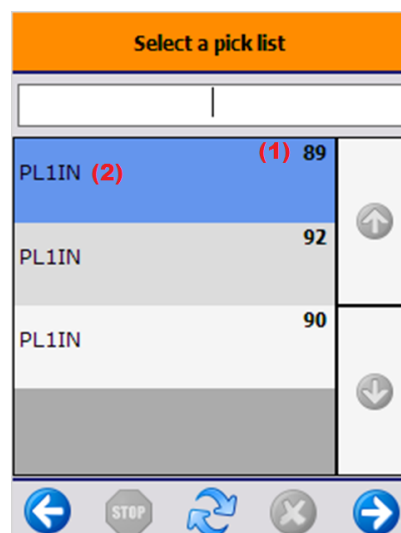 Select a pick list
(1) 89
PL1IN (2)
92
PL1IN
90
PL1IN
STOP